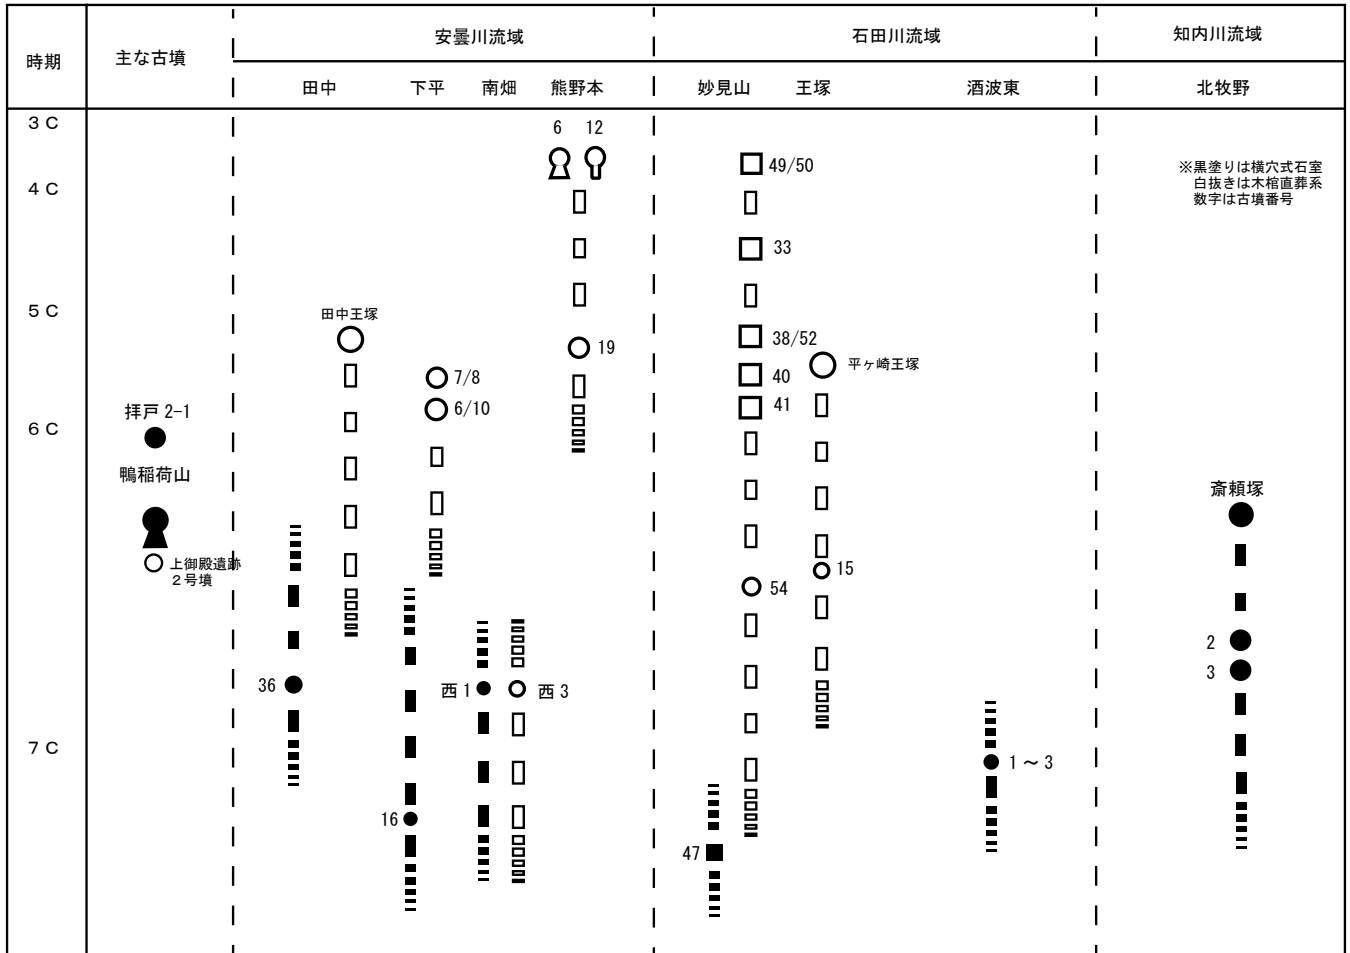 時期
主な古墳
安曇川流域
石田川流域
知内川流域
田中
下平
南畑
熊野本
妙見山
王塚
酒波東
北牧野
3 C
6
12
49/50
※黒塗りは横穴式石室
白抜きは木棺直葬系
数字は古墳番号
4 C
33
5 C
田中王塚
19
38/52
平ヶ崎王塚
7/8
40
拝戸 2-1
6/10
41
6 C
鴨稲荷山
斎頼塚
上御殿遺跡
2号墳
54
15
36
西 1
西 3
2
3
7 C
1 ～ 3
16
47